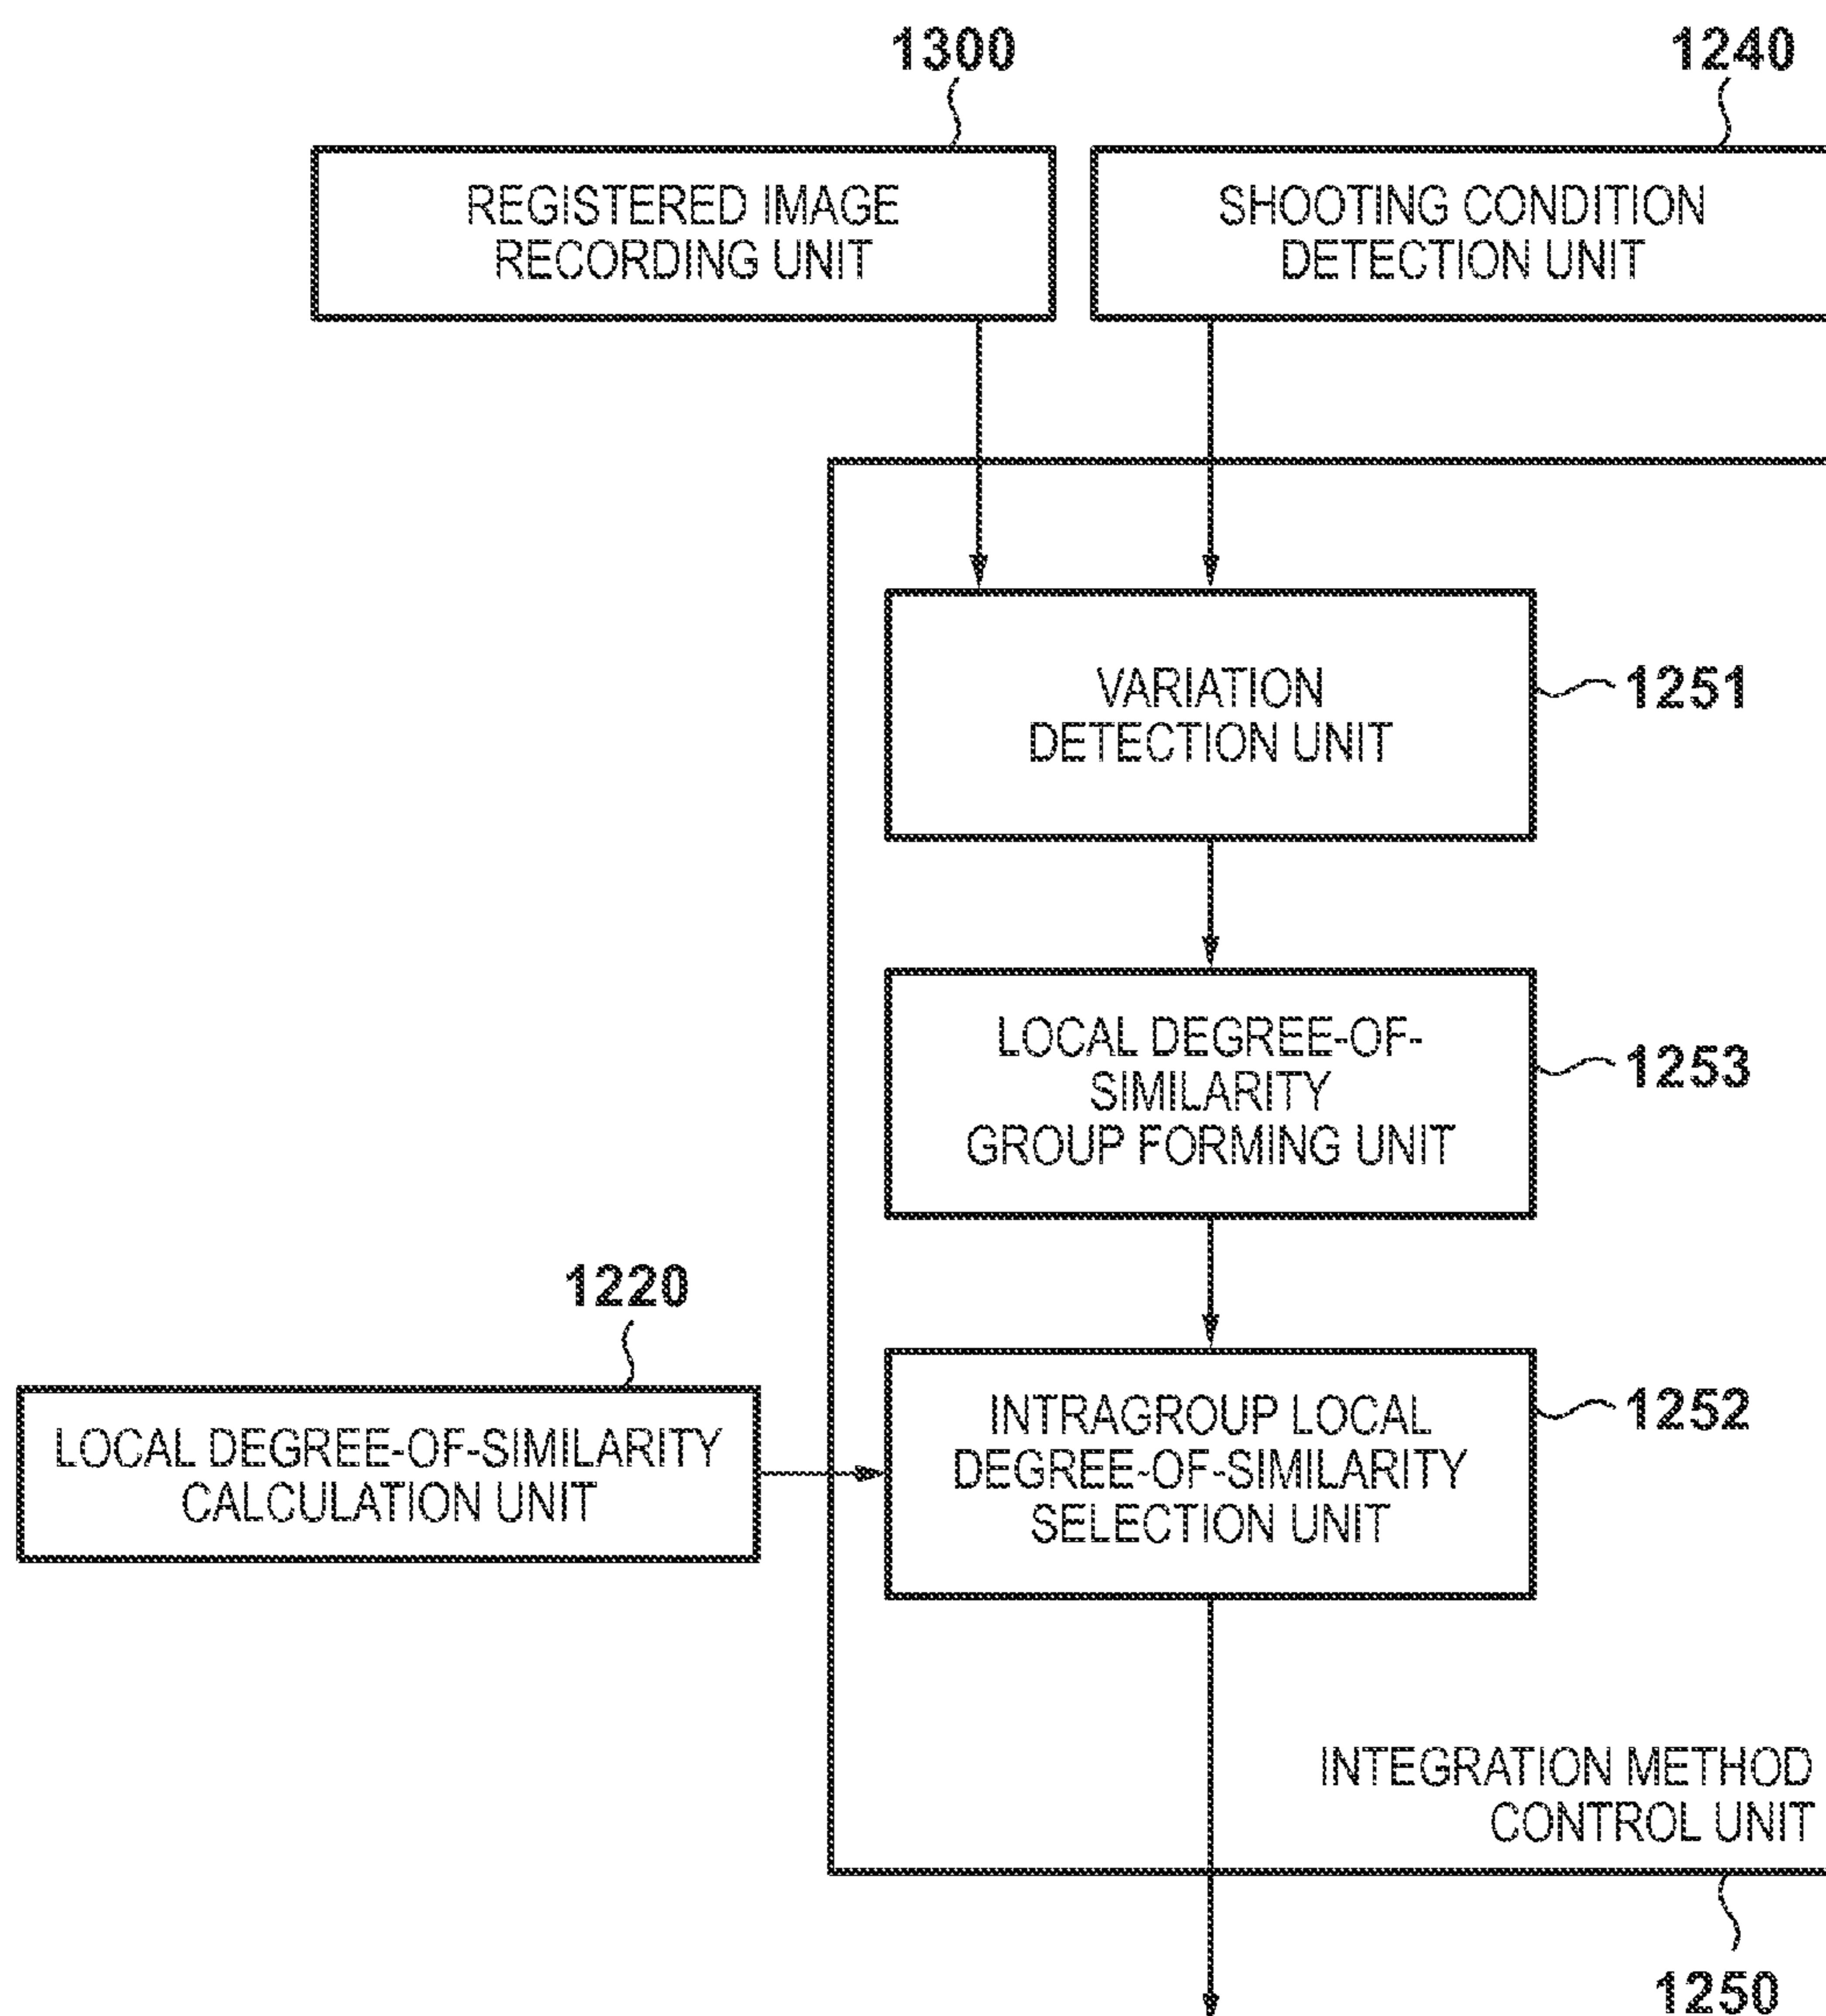 1300
1240
REGISTERED IMAGE
RECORDING UNIT
SHOOTING CONDITION
DETECTION UNIT
VARIATION
DETECTION UNIT
1251
LOCAL DEGREE-OF-
SIMILARITY
GROUP FORMING UNIT
1253
1220
LOCAL DEGREE-OF-SIMILARITY
CALCULATION UNIT
INTRAGROUP LOCAL
DEGREE-OF-SIMILARITY
SELECTION UNIT
1252
INTEGRATION METHOD
CONTROL UNIT
1250